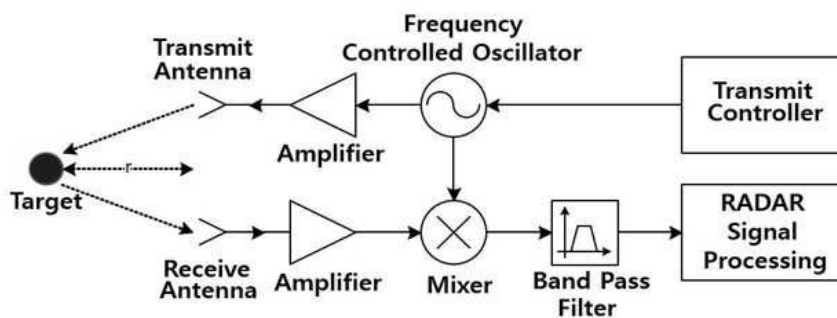 Frequency
Controlled Oscillator
Transmit
Antenna
Transmit
Controller
Amplifier
r
Target
Receive
Antenna
Amplifier
Mixer
Band Pass
Filter
RADAR
Signal
Processing